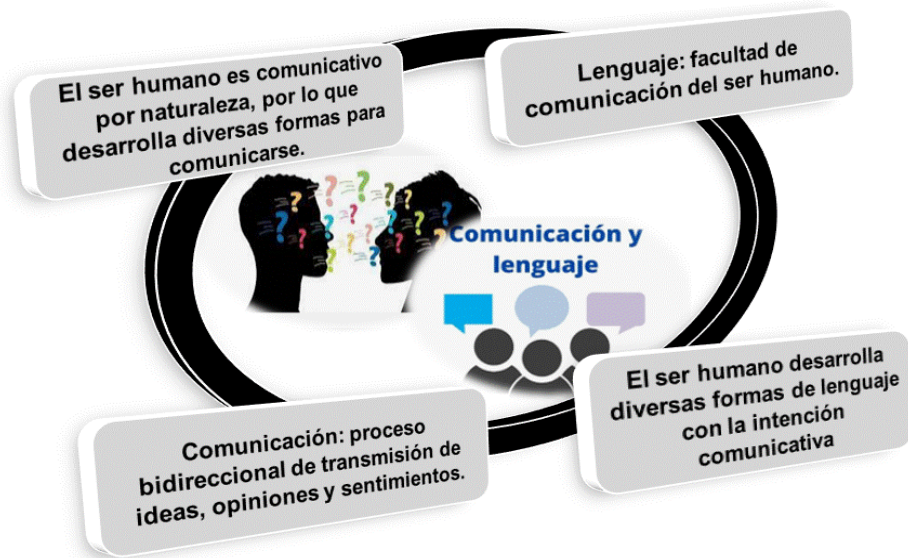 El ser humano es comunicativo
por naturaleza, por lo que
desarrolla diversas formas para
comunicarse.
Lenguaje: facultad de
comunicación del ser humano.
Comunicación y
lenguaje
Comunicación: proceso
bidireccional de transmisión de
ideas, opiniones y sentimientos.
El ser humano desarrolla
diversas formas de lenguaje
con la intención
comunicativa